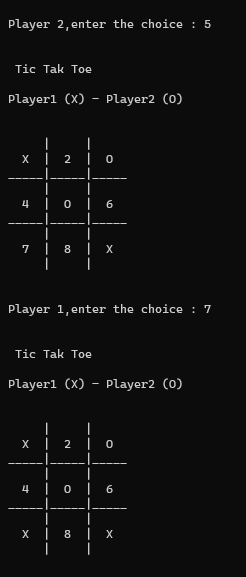 Player 2,enter the choice : 5
Tic Tak Toe
Player1 (X) - Player2 (O)
     |     |
  X  |  2  |  O
_____|_____|_____
     |     |
  4  |  O  |  6
_____|_____|_____
     |     |
  7  |  8  |  X
     |     |
Player 1,enter the choice : 7
Tic Tak Toe
Player1 (X) - Player2 (O)
     |     |
  X  |  2  |  O
_____|_____|_____
     |     |
  4  |  O  |  6
_____|_____|_____
     |     |
  X  |  8  |  X
     |     |